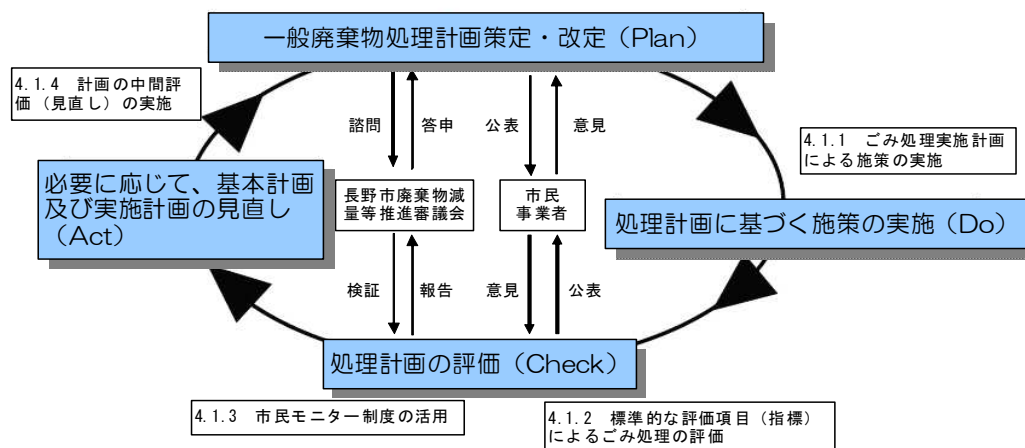 一般廃棄物処理計画策定・改定（Plan）
4.1.4　計画の中間評
価（見直し）の実施
諮問
答申
公表
意見
4.1.1　ごみ処理実施計画
による施策の実施
必要に応じて、基本計画
及び実施計画の見直し
（Act）
長野市廃棄物減
量等推進審議会
市民
事業者
処理計画に基づく施策の実施（Do）
検証
報告
意見
公表
処理計画の評価（Check）
4.1.3　市民モニター制度の活用
4.1.2　標準的な評価項目（指標）
によるごみ処理の評価